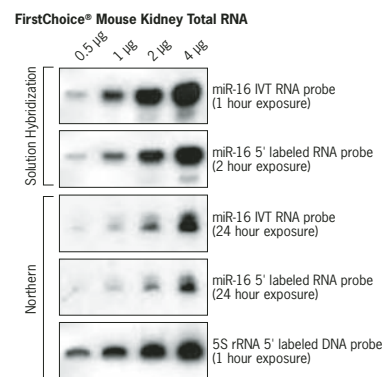 FirstChoice® Mouse Kidney Total RNA
0.5 µg
1 µg
2 µg
4 µg
Solution Hybridization
miR-16 IVT RNA probe
(1 hour exposure)
miR-16 5' labeled RNA probe
(2 hour exposure)
Northern
miR-16 IVT RNA probe
(24 hour exposure)
miR-16 5' labeled RNA probe
(24 hour exposure)
5S rRNA 5' labeled DNA probe
(1 hour exposure)